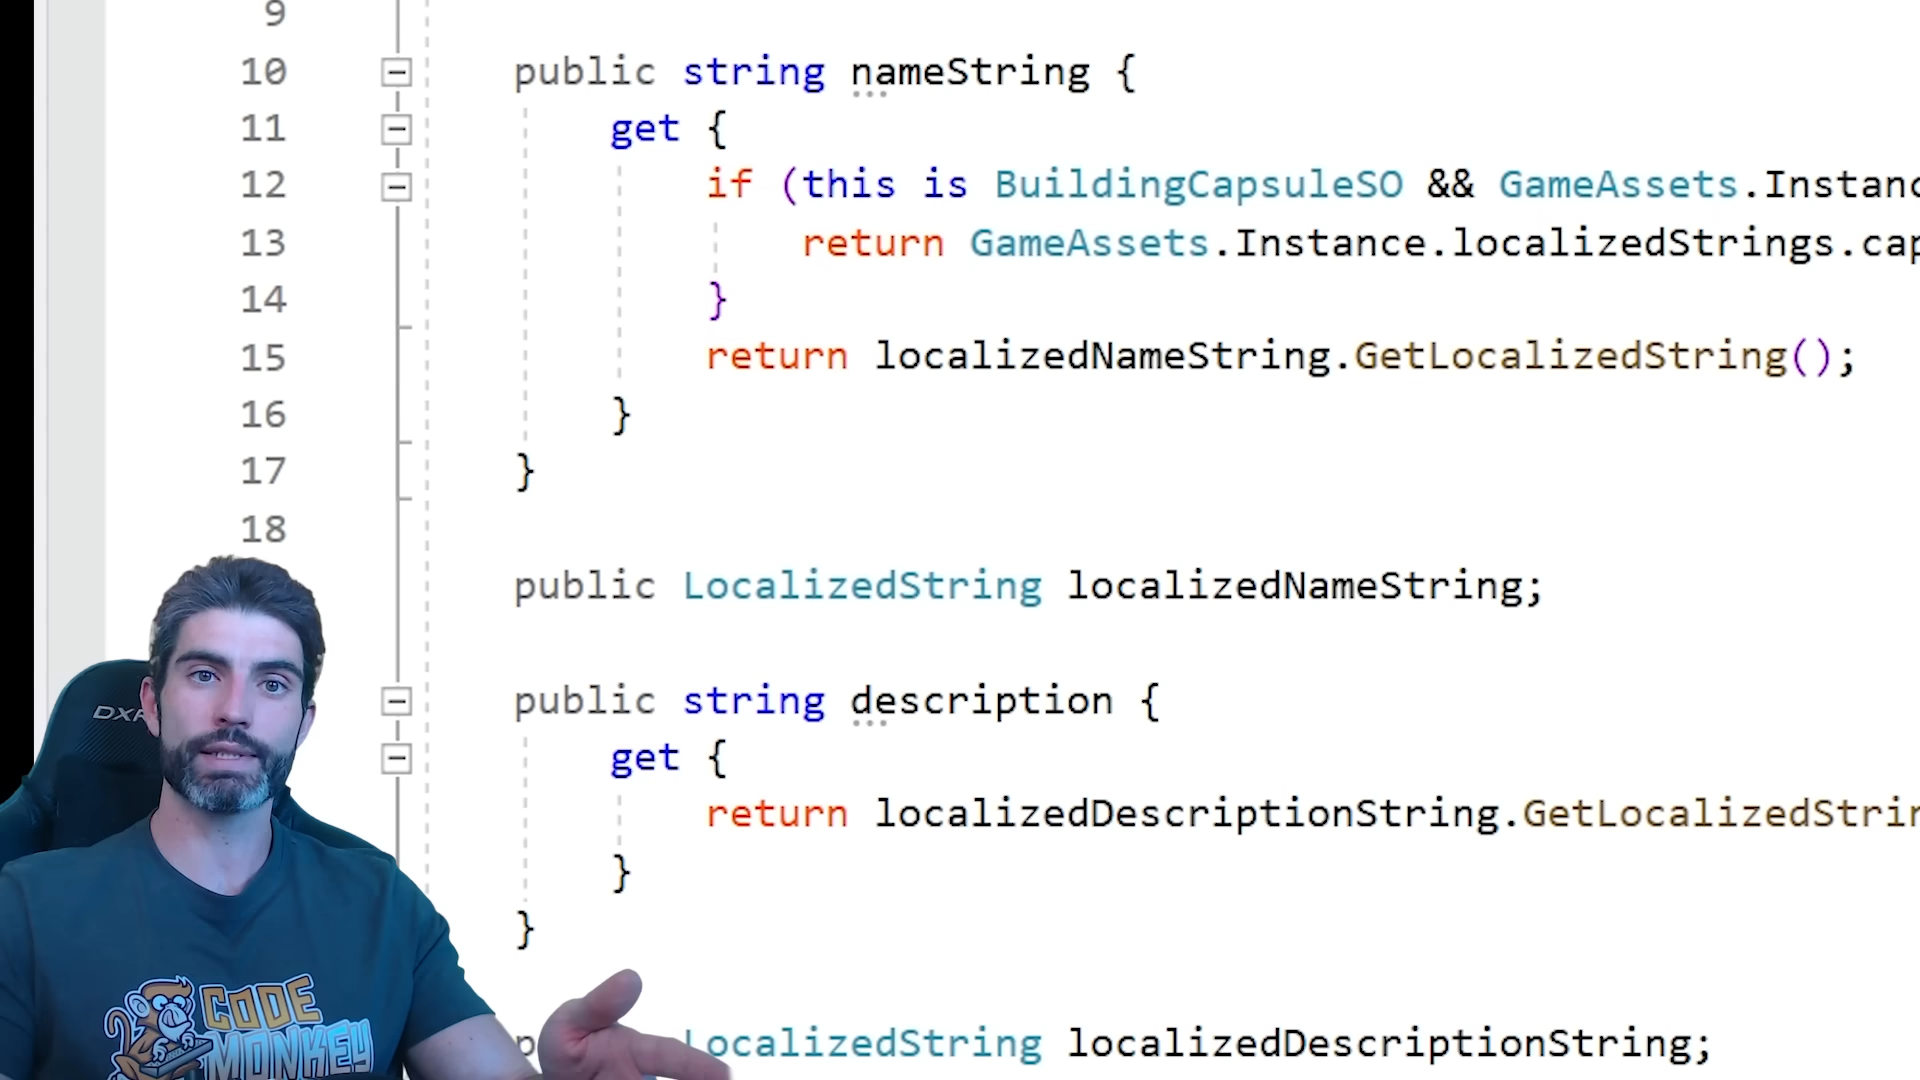 9
10 public string nameString {
11 get {
12 if (this is BuildingCapsuleSO && GameAssets.Instanc
13 return GameAssets.Instance.localizedStrings.cap
14 }
15 return localizedNameString.GetLocalizedString();
16 }
17 }
18
public LocalizedString localizedNameString;
public string description {
get {
return localizedDescriptionString.GetLocalizedStrin
}
}
LocalizedString localizedDescriptionString;
DXR
CODE
MONKEY